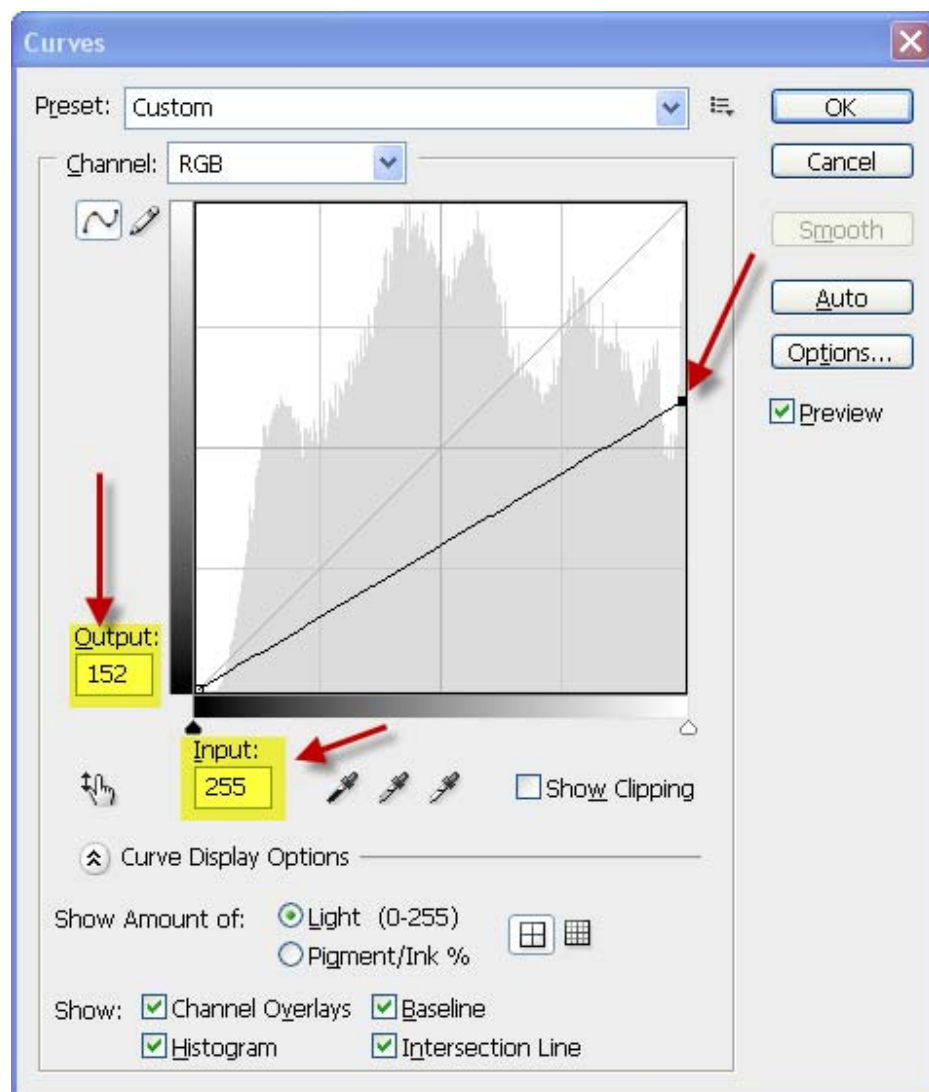 Curves
Preset: Custom
OK
Channel: RGB
Cancel
Smooth
Auto
Options...
Preview
Output:
152
Input:
255
Show Clipping
Curve Display Options
Show Amount of:
Light (0-255)
Pigment/Ink %
Show:
Channel Overlays
Baseline
Histogram
Intersection Line